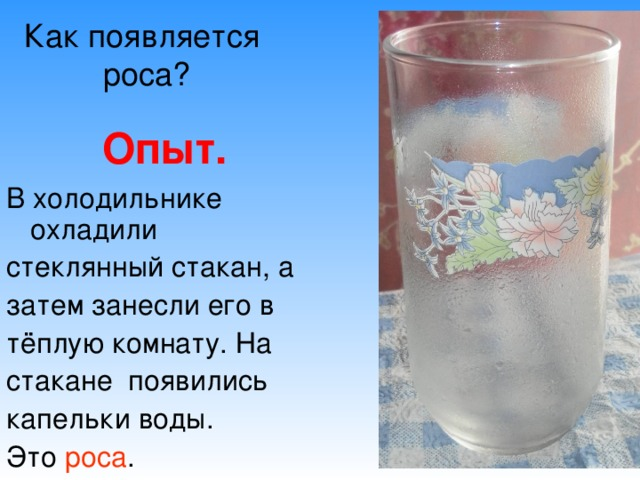 Как появляется
роса?
Опыт.
В холодильнике
охладили
стеклянный стакан, а
затем занесли его в
тёплую комнату. На
стакане появились
капельки воды.
Это роса.